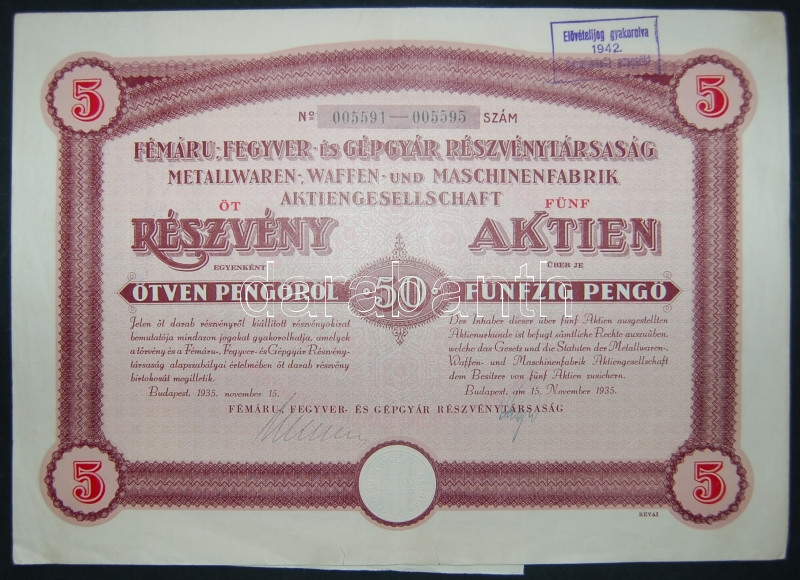 Elővételijog gyakorolva
1942.
5
5
Nº 005591 — 005595 SZÁM
FÉMÁRU-, FEGYVER- ÉS GÉPGYÁR RÉSZVÉNYTÁRSASÁG
METALLWAREN-, WAFFEN- UND MASCHINENFABRIK
AKTIENGESELLSCHAFT
ÖT
RÉSZVÉNY
EGYENKÉNT
ÖTVEN PENGŐRŐL
FÜNF
AKTIEN
ÜBER JE
FÜNFZIG PENGŐ
50
darabanth
Jelen öt darab részvényről kiállított részvényokirat
bemutatója mindazon jogokat gyakorolhatja, amelyek
a törvény és a Fémáru-, Fegyver- és Gépgyár Részvény-
társaság alapszabályai értelmében öt darab részvény
birtokosát megilletik.
Budapest, 1935. november 15.
Der Inhaber dieser über fünf Aktien ausgestellten
Aktienurkunde ist befugt sämtliche Rechte auszuüben,
welche das Gesetz und die Statuten der Metallwaren-,
Waffen- und Maschinenfabrik Aktiengesellschaft
dem Besitzer von fünf Aktien zusichern.
Budapest, am 15. November 1935.
FÉMÁRU-, FEGYVER- ÉS GÉPGYÁR RÉSZVÉNYTÁRSASÁG
5
5
RÉVAI